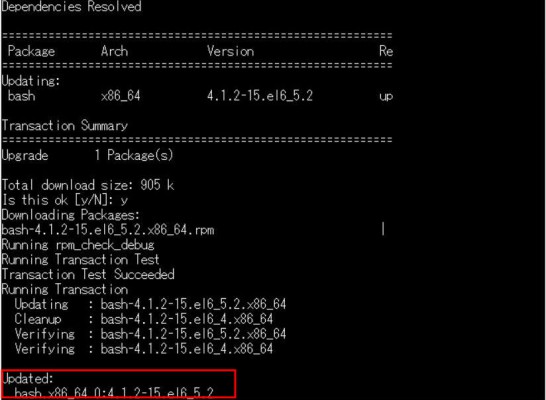 Dependencies Resolved
================================================================
Package Arch Version Re
================================================================
Updating:
bash x86_64 4.1.2-15.el6_5.2 up
Transaction Summary
================================================================
Upgrade 1 Package(s)
Total download size: 905 k
Is this ok [y/N]: y
Downloading Packages:
bash-4.1.2-15.el6_5.2.x86_64.rpm |
Running rpm_check_debug
Running Transaction Test
Transaction Test Succeeded
Running Transaction
Updating : bash-4.1.2-15.el6_5.2.x86_64
Cleanup : bash-4.1.2-15.el6_4.x86_64
Verifying : bash-4.1.2-15.el6_5.2.x86_64
Verifying : bash-4.1.2-15.el6_4.x86_64
Updated:
bash.x86_64 0:4.1.2-15.el6_5.2